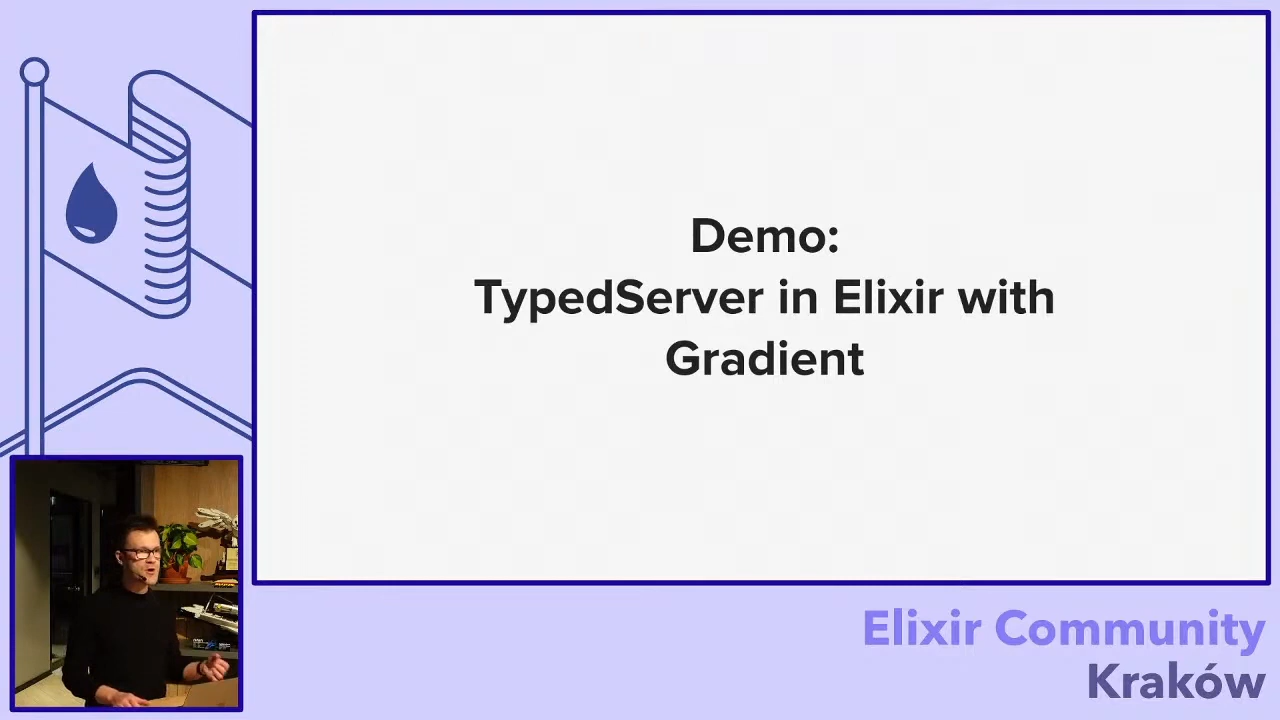 Demo:
TypedServer in Elixir with
Gradient
Elixir Community
Kraków